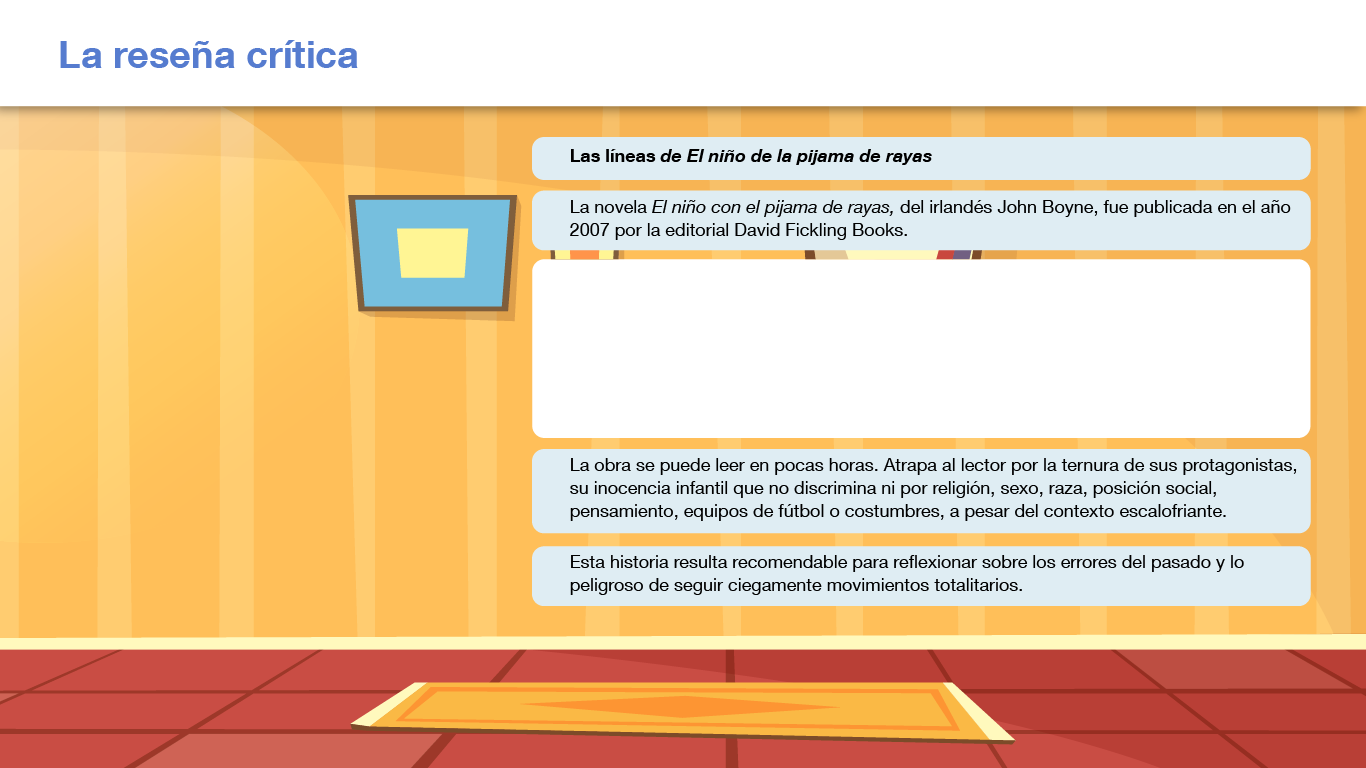 La reseña crítica
Las líneas de El niño de la pijama de rayas
La novela El niño con el pijama de rayas, del irlandés John Boyne, fue publicada en el año
2007 por la editorial David Fickling Books.
La obra se puede leer en pocas horas. Atrapa al lector por la ternura de sus protagonistas,
su inocencia infantil que no discrimina ni por religión, sexo, raza, posición social,
pensamiento, equipos de fútbol o costumbres, a pesar del contexto escalofriante.
Esta historia resulta recomendable para reflexionar sobre los errores del pasado y lo
peligroso de seguir ciegamente movimientos totalitarios.